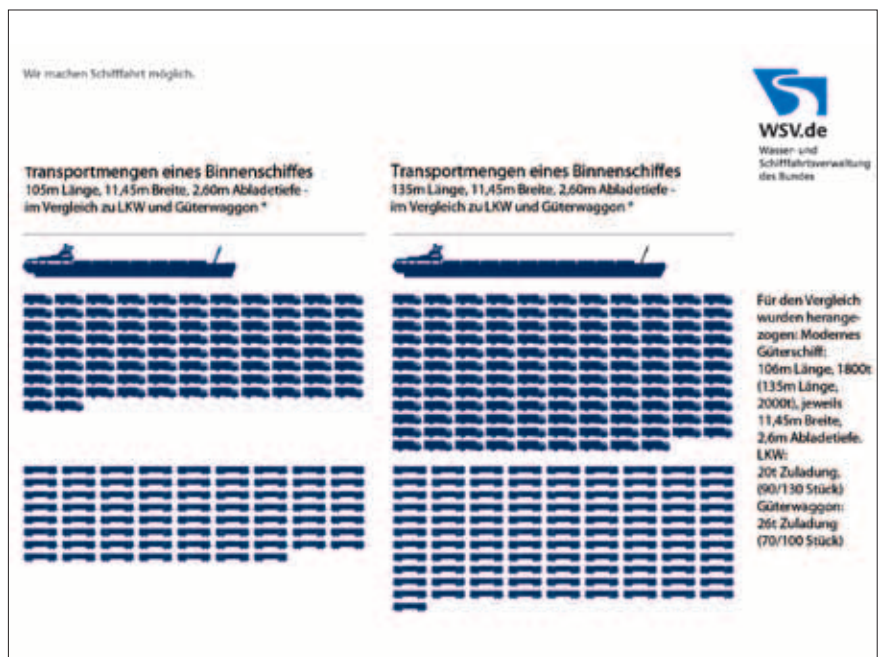 Wir machen Schifffahrt möglich.
WSV.de
Wasser- und
Schifffahrtsverwaltung
des Bundes
Transportmengen eines Binnenschiffes
105m Länge, 11,45m Breite, 2,60m Abladetiefe -
im Vergleich zu LKW und Güterwaggon *
Transportmengen eines Binnenschiffes
135m Länge, 11,45m Breite, 2,60m Abladetiefe -
im Vergleich zu LKW und Güterwaggon *
Für den Vergleich
wurden herange-
zogen: Modernes
Güterschiff:
106m Länge, 1800t
(135m Länge,
2000t), jeweils
11,45m Breite,
2,6m Abladetiefe.
LKW:
20t Zuladung,
(90/130 Stück)
Güterwaggon:
26t Zuladung
(70/100 Stück)